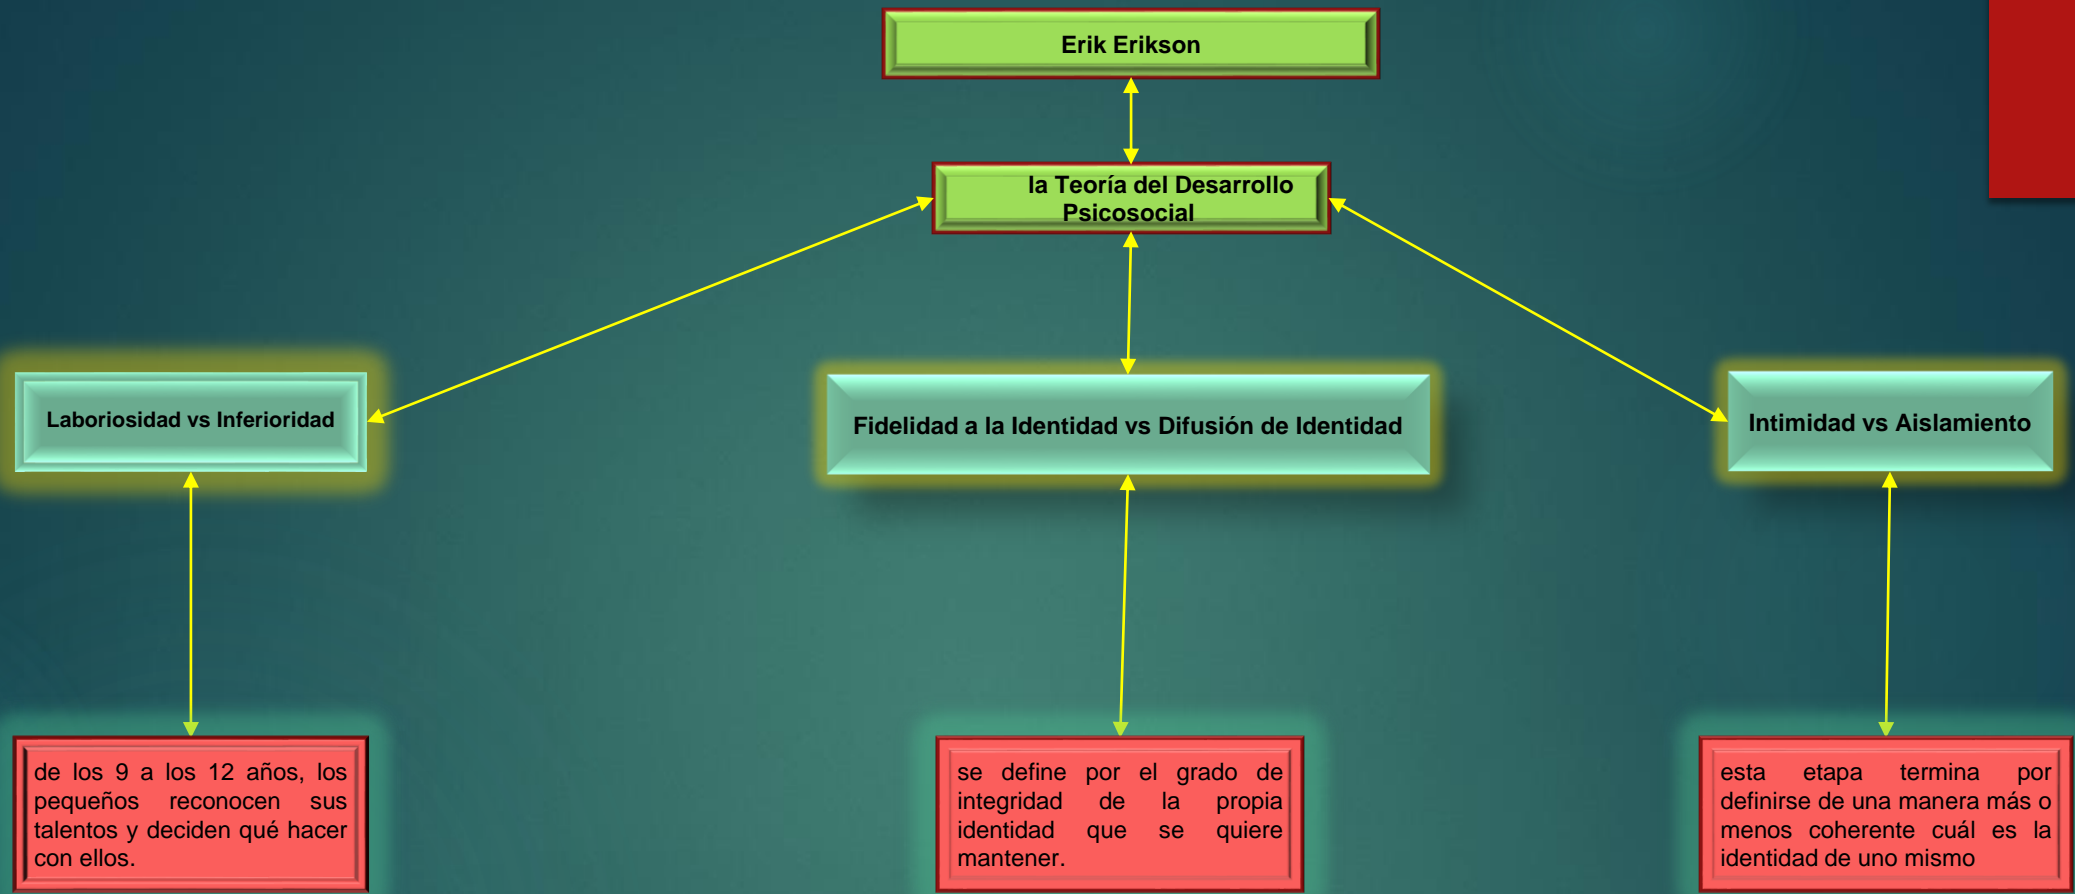 Erik Erikson
la Teoría del Desarrollo
Psicosocial
Laboriosidad vs Inferioridad
Fidelidad a la Identidad vs Difusión de Identidad
Intimidad vs Aislamiento
de los 9 a los 12 años, los
pequeños reconocen sus
talentos y deciden qué hacer
con ellos.
se define por el grado de
integridad de la propia
identidad que se quiere
mantener.
esta etapa termina por
definirse de una manera más o
menos coherente cuál es la
identidad de uno mismo